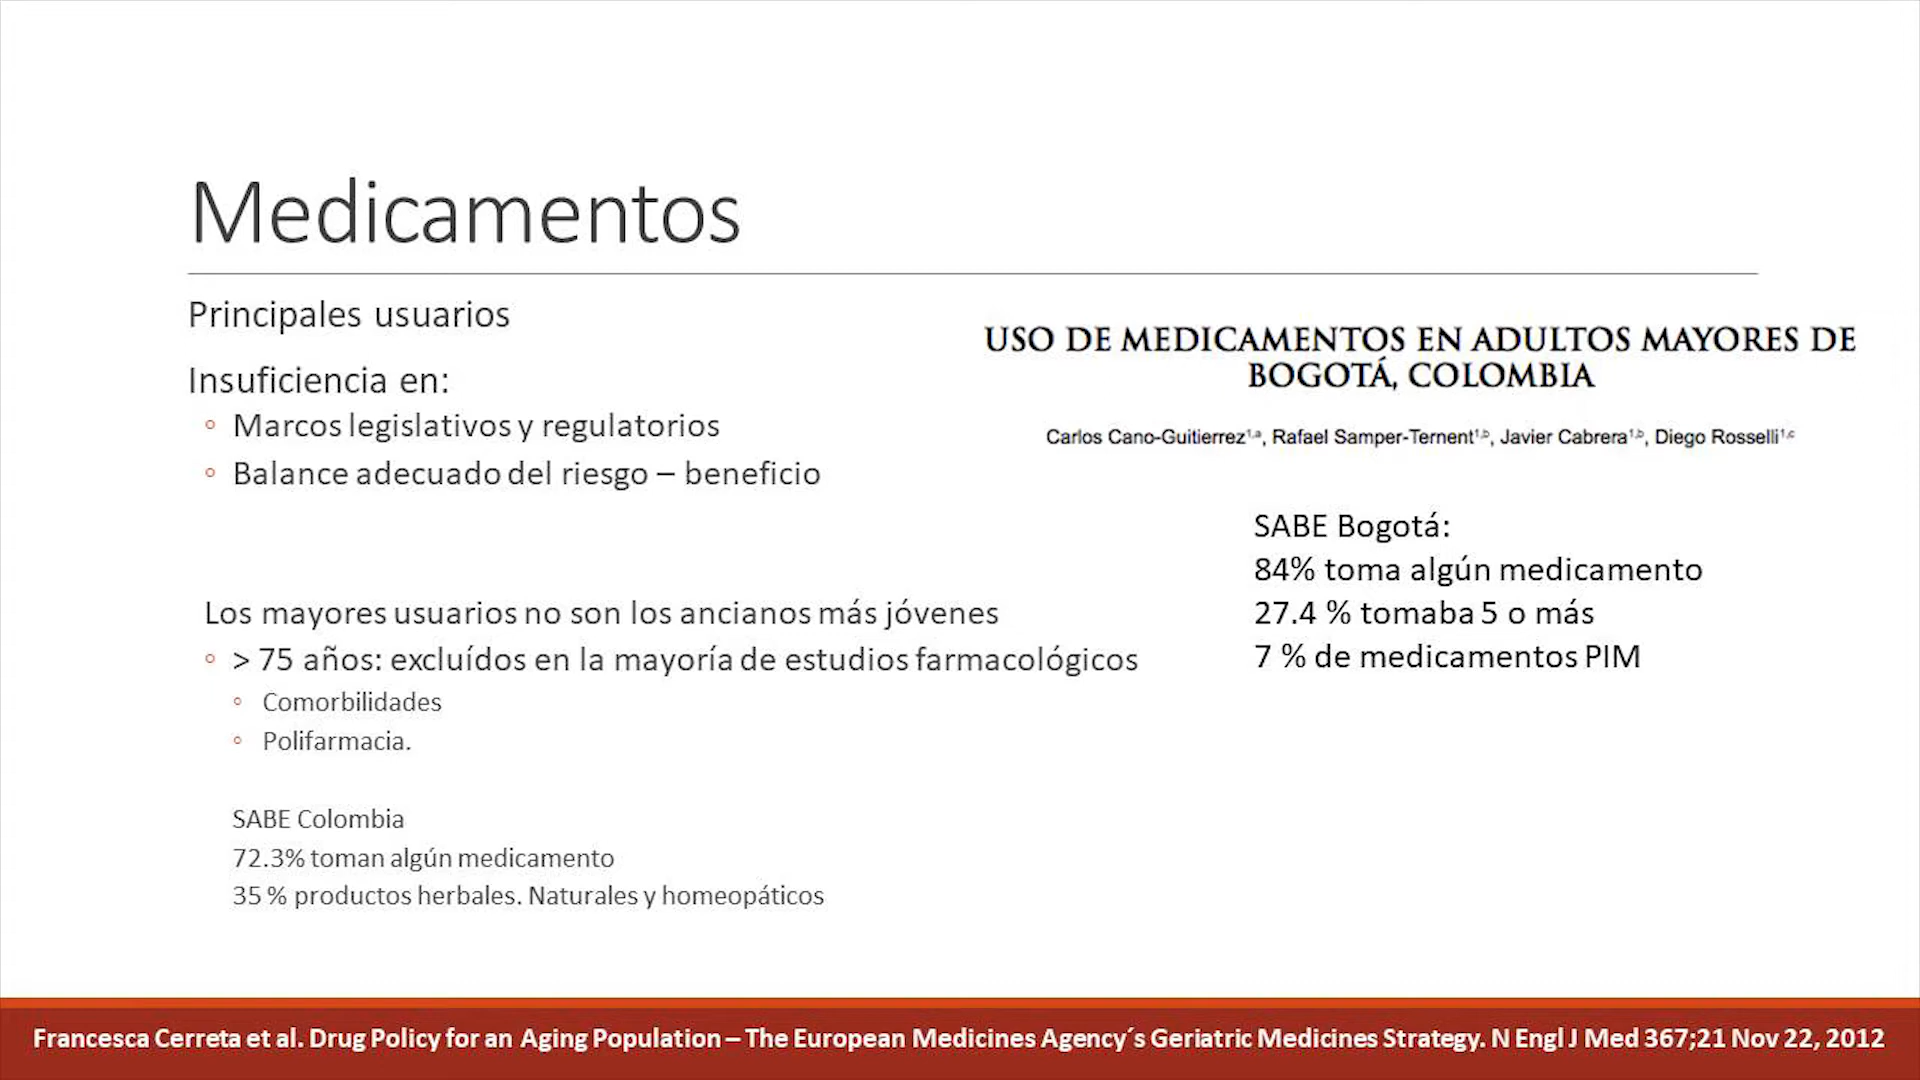 Medicamentos
Principales usuarios
Insuficiencia en:
◦ Marcos legislativos y regulatorios
◦ Balance adecuado del riesgo – beneficio
Los mayores usuarios no son los ancianos más jóvenes
◦ > 75 años: excluídos en la mayoría de estudios farmacológicos
◦ Comorbilidades
◦ Polifarmacia.
SABE Colombia
72.3% toman algún medicamento
35 % productos herbales. Naturales y homeopáticos
USO DE MEDICAMENTOS EN ADULTOS MAYORES DE
BOGOTÁ, COLOMBIA
Carlos Cano-Guitierrez¹,ᵃ, Rafael Samper-Ternent¹,ᵇ, Javier Cabrera¹,ᵇ, Diego Rosselli¹,ᶜ
SABE Bogotá:
84% toma algún medicamento
27.4 % tomaba 5 o más
7 % de medicamentos PIM
Francesca Cerreta et al. Drug Policy for an Aging Population – The European Medicines Agency´s Geriatric Medicines Strategy. N Engl J Med 367;21 Nov 22, 2012